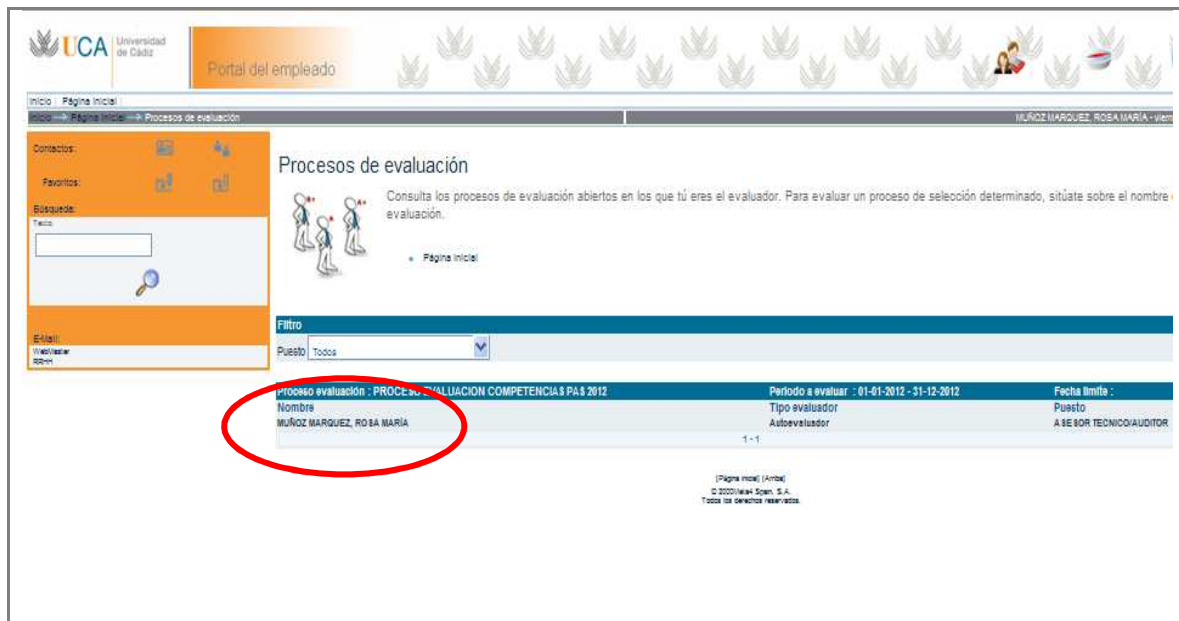 UCA Universidad de Cádiz
Portal del empleado
Inicio Página Inicial
Inicio Página Inicial Procesos de evaluación
MUÑOZ MARQUEZ, ROSA MARÍA - viern
Contactos:
Favoritos:
Búsqueda:
Texto
E-Mail:
WebMaster
RRHH
Procesos de evaluación
Consulta los procesos de evaluación abiertos en los que tú eres el evaluador. Para evaluar un proceso de selección determinado, sitúate sobre el nombre
evaluación.
Página Inicial
Filtro
Puesto Todos
Proceso evaluación : PROCESO EVALUACION COMPETENCIAS PAS 2012 Periodo a evaluar : 01-01-2012 - 31-12-2012 Fecha límite :
Nombre Tipo evaluador Puesto
MUÑOZ MARQUEZ, ROSA MARÍA Autoevaluador ASESOR TECNICO/AUDITOR
1 - 1
[Página Inicial] [Arriba]
© 2000Meta4 Spain, S.A.
Todos los derechos reservados.